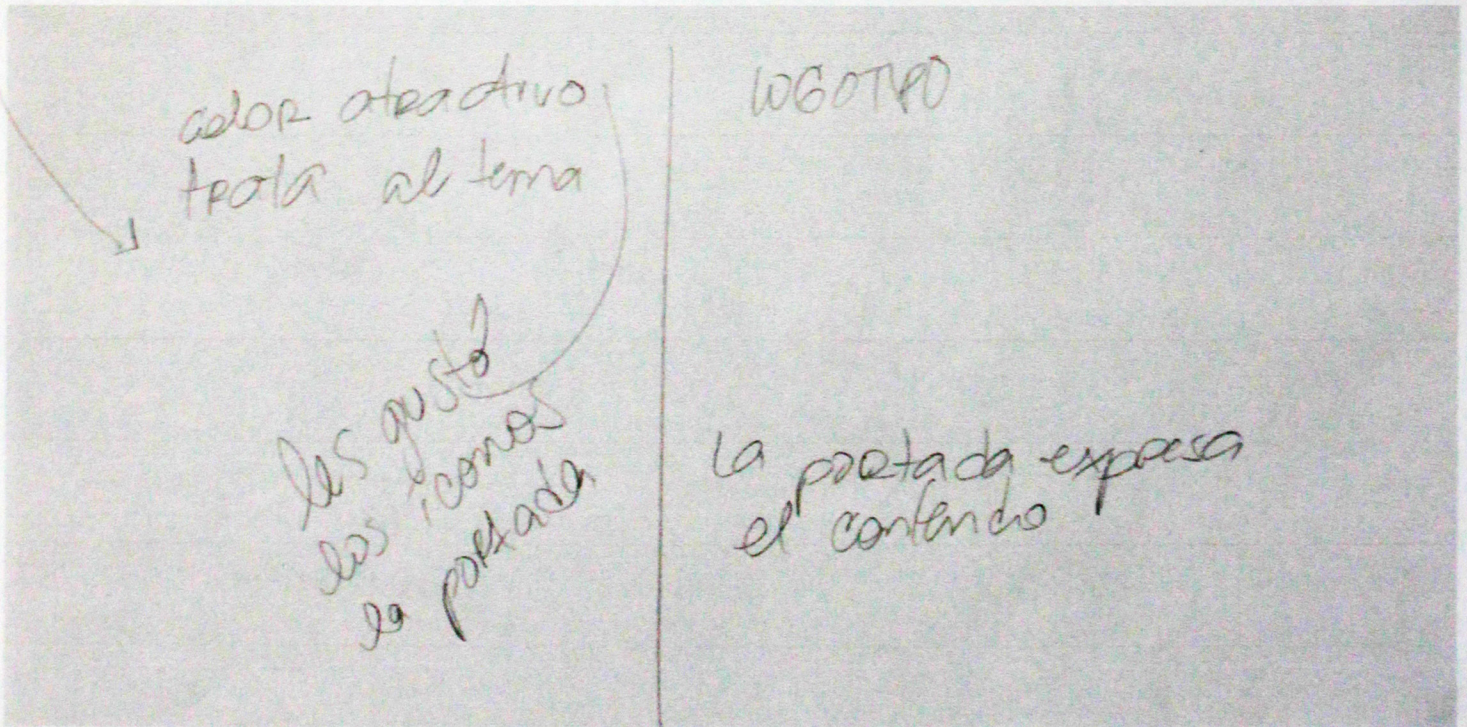 color atractivo
trata al tema
les gustó
los iconos
la portada
LOGOTIPO
la portada expresa
el contenido